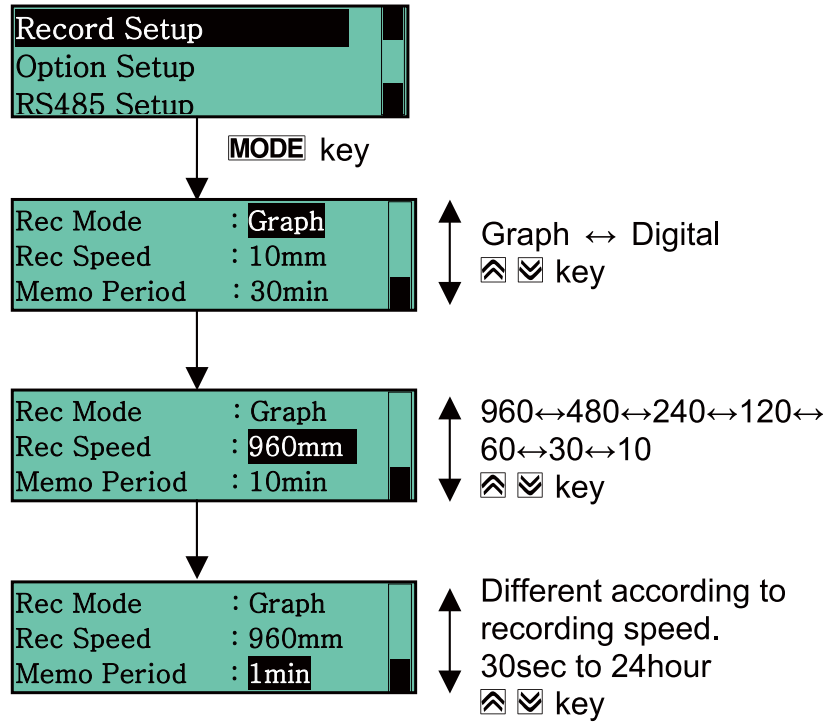 Record Setup
Option Setup
RS485 Setup
MODE key
Rec Mode : Graph
Rec Speed : 10mm
Memo Period : 30min
Graph ↔ Digital
key
Rec Mode : Graph
Rec Speed : 960mm
Memo Period : 10min
960↔480↔240↔120↔
60↔30↔10
key
Rec Mode : Graph
Rec Speed : 960mm
Memo Period : 1min
Different according to
recording speed.
30sec to 24hour
key